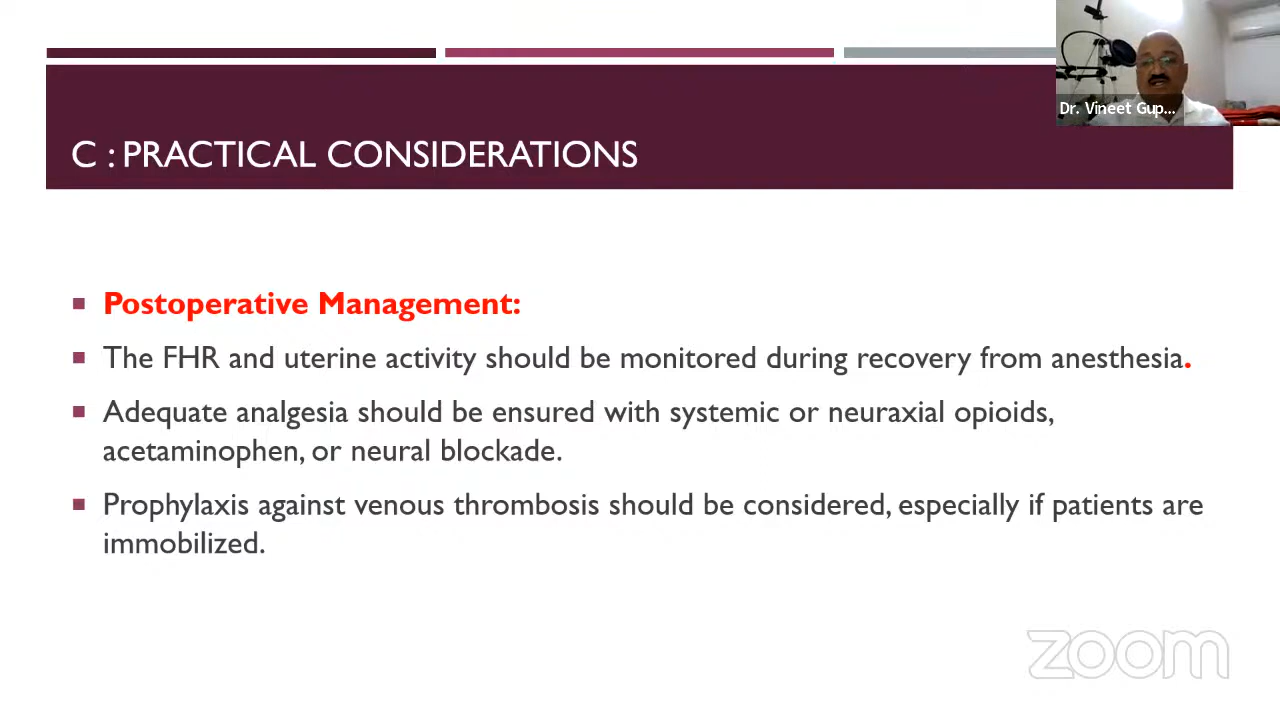 Dr. Vineet Gup...
C : PRACTICAL CONSIDERATIONS
Postoperative Management:
The FHR and uterine activity should be monitored during recovery from anesthesia.
Adequate analgesia should be ensured with systemic or neuraxial opioids,
acetaminophen, or neural blockade.
Prophylaxis against venous thrombosis should be considered, especially if patients are
immobilized.
zoom